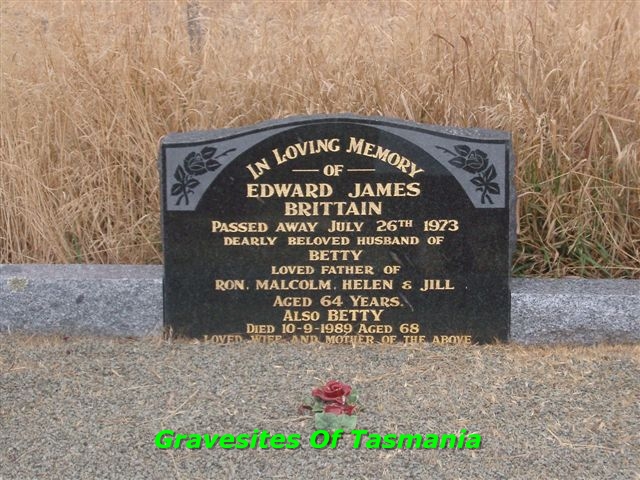 IN LOVING MEMORY
OF
EDWARD JAMES
BRITTAIN
PASSED AWAY JULY 26TH 1973
DEARLY BELOVED HUSBAND OF
BETTY
LOVED FATHER OF
RON, MALCOLM, HELEN & JILL.
AGED 64 YEARS.
ALSO BETTY
DIED 10-9-1989 AGED 68
LOVED WIFE AND MOTHER OF THE ABOVE
Gravesites Of Tasmania